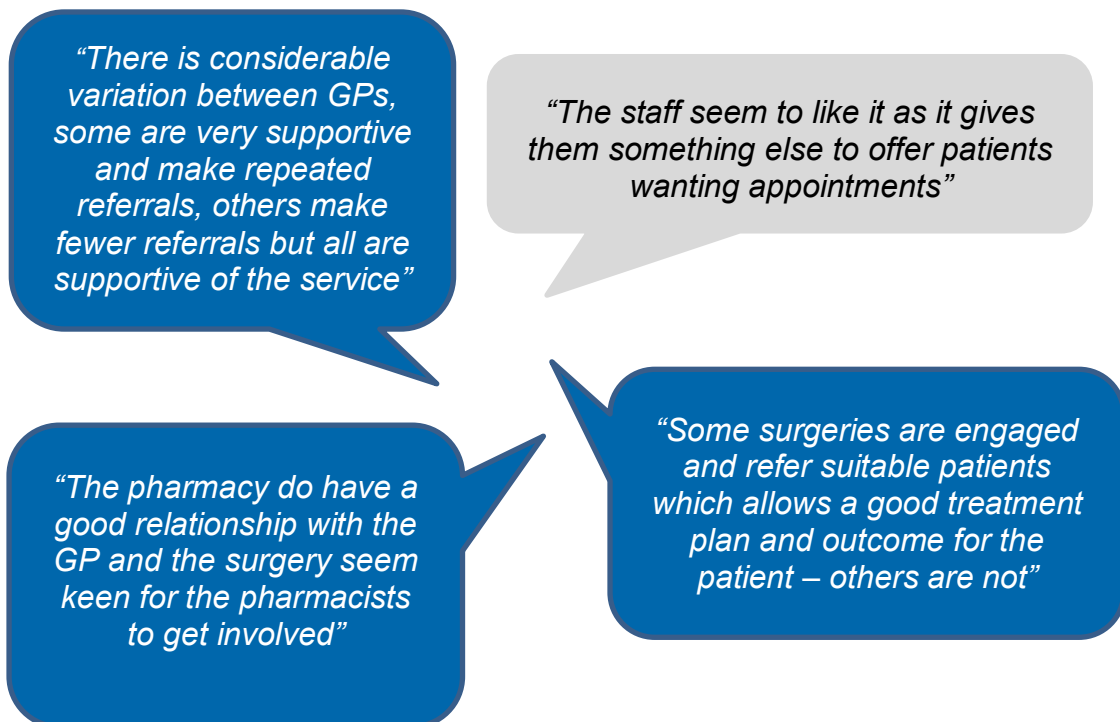 “There is considerable
variation between GPs,
some are very supportive
and make repeated
referrals, others make
fewer referrals but all are
supportive of the service”
“The staff seem to like it as it gives
them something else to offer patients
wanting appointments”
“The pharmacy do have a
good relationship with the
GP and the surgery seem
keen for the pharmacists
to get involved”
“Some surgeries are engaged
and refer suitable patients
which allows a good treatment
plan and outcome for the
patient – others are not”